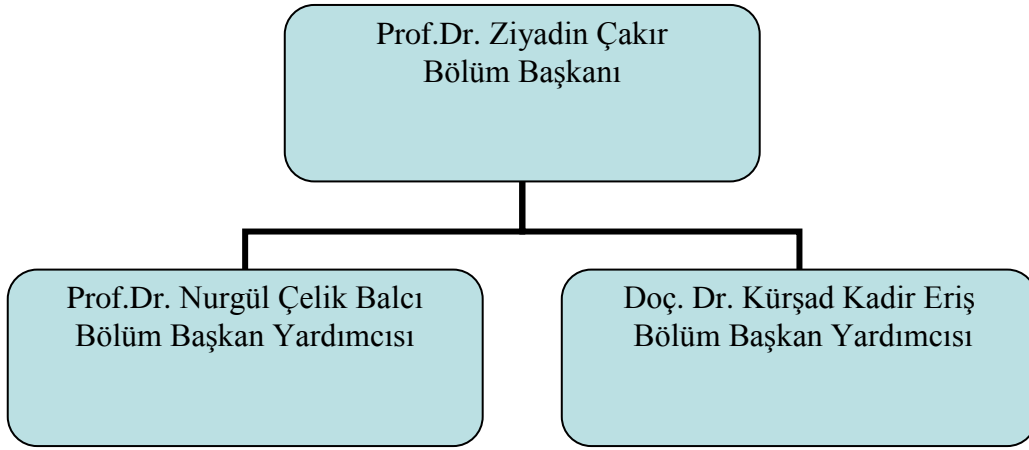 Prof.Dr. Ziyadin Çakır
Bölüm Başkanı
Prof.Dr. Nurgül Çelik Balcı
Bölüm Başkan Yardımcısı
Doç. Dr. Kürşad Kadir Eriş
Bölüm Başkan Yardımcısı